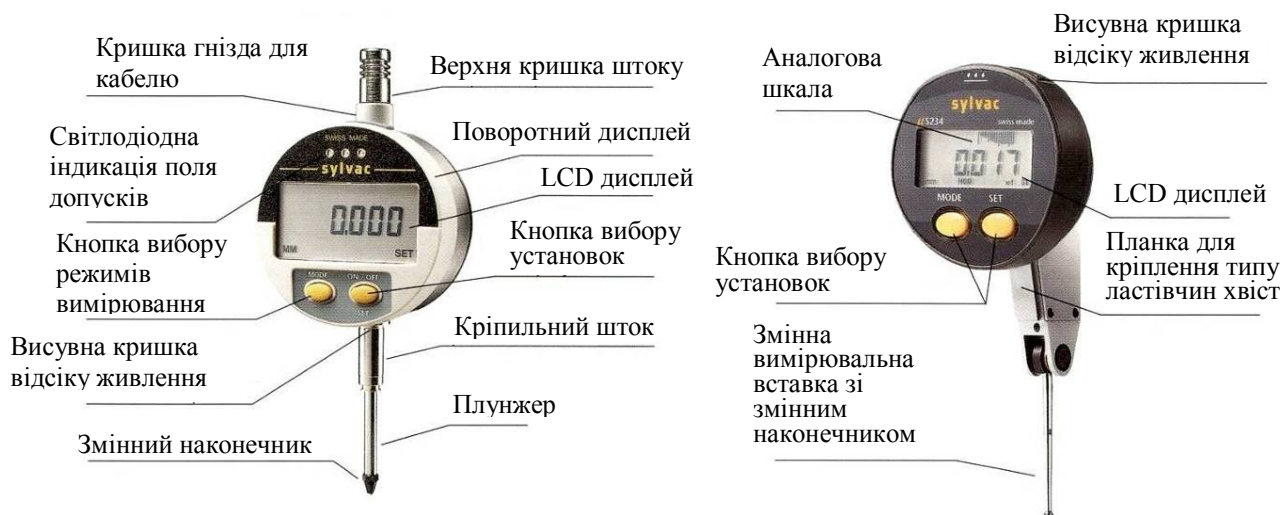 Кришка гнізда для
кабелю
Верхня кришка штоку
Світлодіодна
індикація поля
допусків
Поворотний дисплей
LCD дисплей
Кнопка вибору
режимів
вимірювання
Кнопка вибору
установок
Висувна кришка
відсіку живлення
Кріпильний шток
Плунжер
Змінний наконечник
SWISS MADE
sylvac
0.000
MM
SET
MODE
ON / OFF
SET
Аналогова
шкала
Висувна кришка
відсіку живлення
LCD дисплей
Кнопка вибору
установок
Планка для
кріплення типу
ластівчин хвіст
Змінна
вимірювальна
вставка зі
змінним
наконечником
sylvac
µS234
swiss made
0.017
MODE
SET